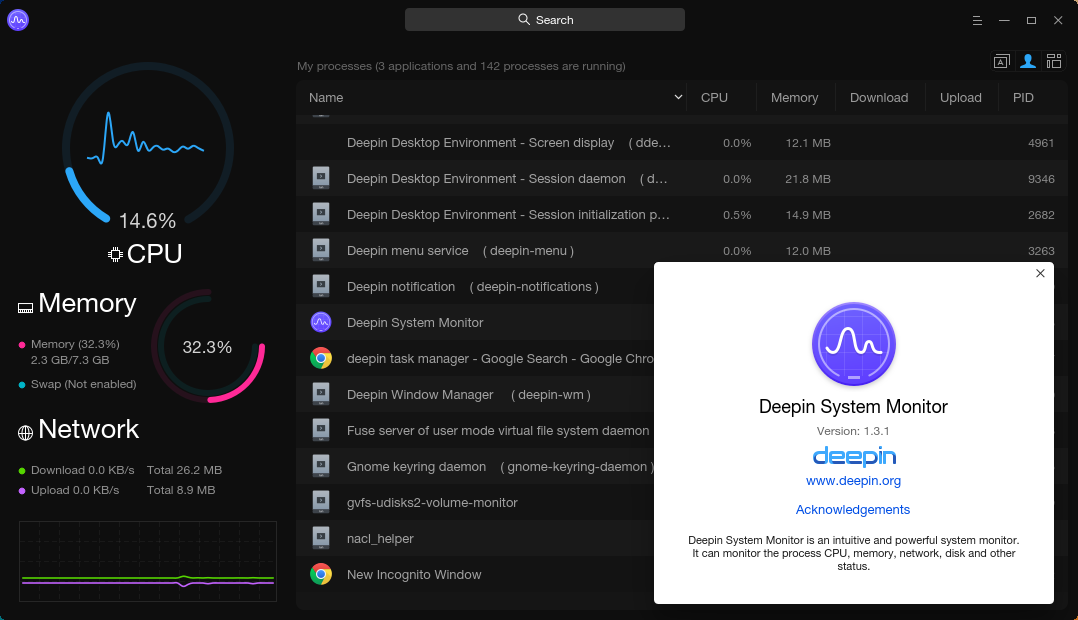 Search
My processes (3 applications and 142 processes are running)
A
Name CPU Memory Download Upload PID
Deepin Desktop Environment - Screen display ( dde… 0.0% 12.1 MB 4961
Deepin Desktop Environment - Session daemon ( d… 0.0% 21.8 MB 9346
Deepin Desktop Environment - Session initialization p… 0.5% 14.9 MB 2682
Deepin menu service ( deepin-menu ) 0.0% 12.0 MB 3263
Deepin notification ( deepin-notifications )
Deepin System Monitor
deepin task manager - Google Search - Google Chro
Deepin Window Manager ( deepin-wm )
Fuse server of user mode virtual file system daemon
Gnome keyring daemon ( gnome-keyring-daemon )
gvfs-udisks2-volume-monitor
nacl_helper
New Incognito Window
14.6%
CPU
Memory
Memory (32.3%)
2.3 GB/7.3 GB
Swap (Not enabled)
32.3%
Network
Download 0.0 KB/s Total 26.2 MB
Upload 0.0 KB/s Total 8.9 MB
Deepin System Monitor
Version: 1.3.1
deepin
www.deepin.org
Acknowledgements
Deepin System Monitor is an intuitive and powerful system monitor.
It can monitor the process CPU, memory, network, disk and other
status.